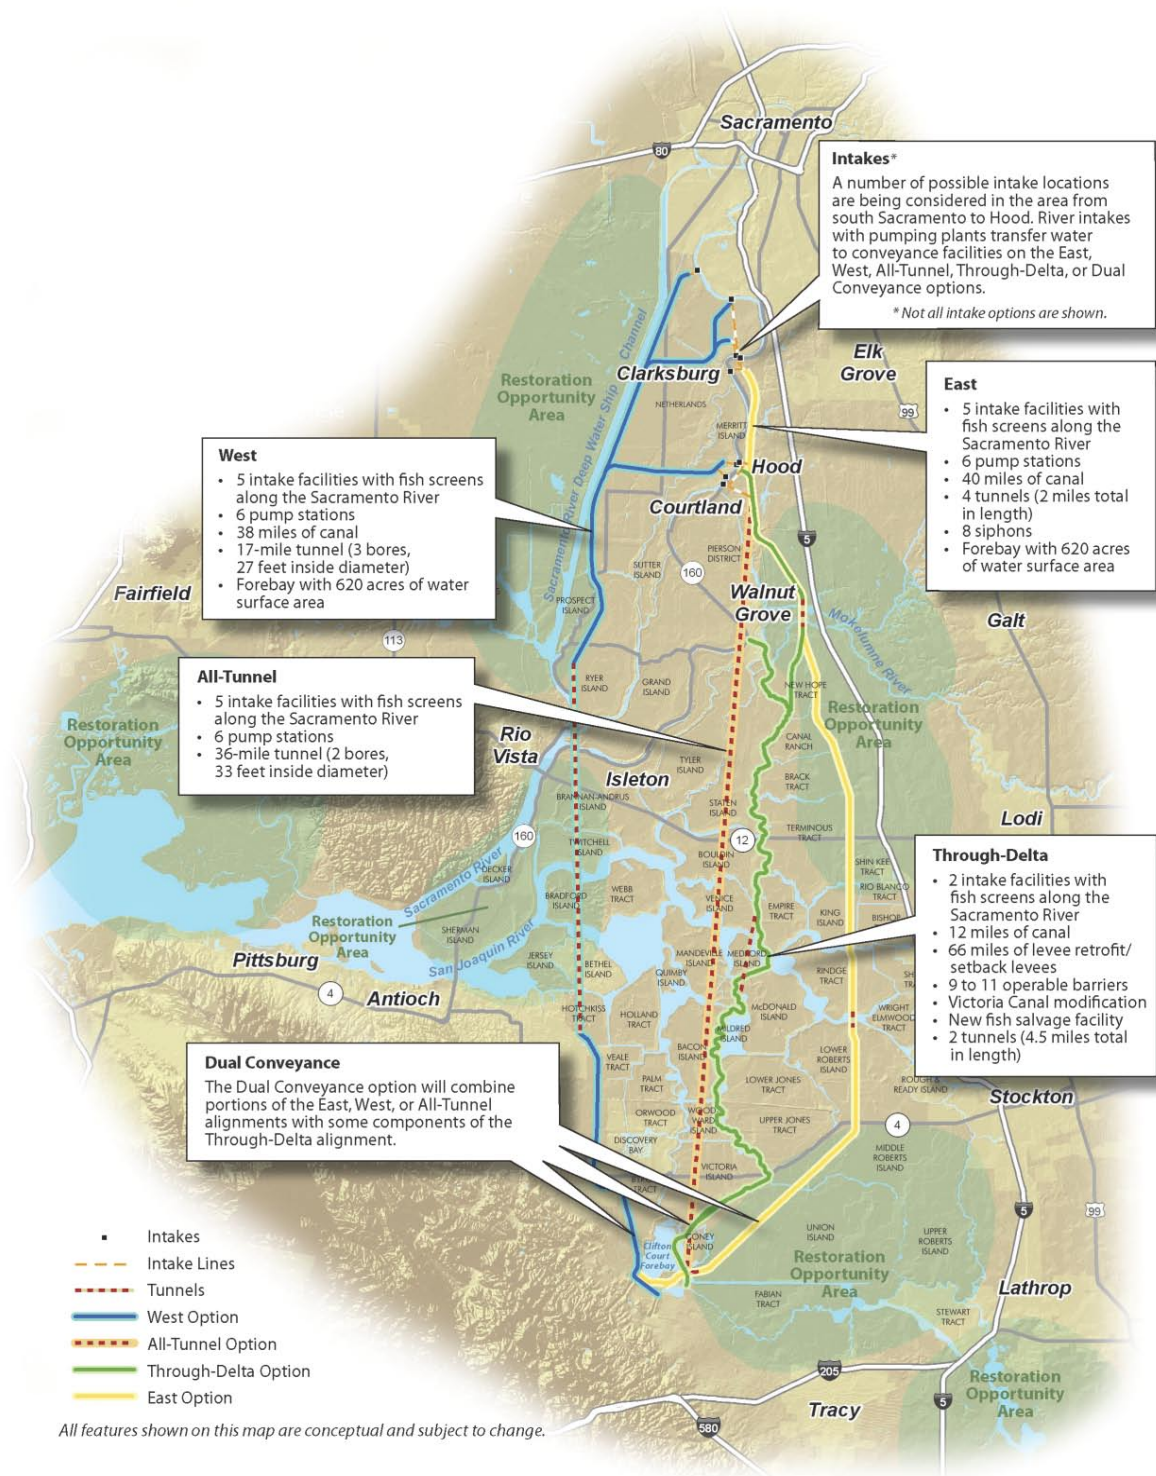 Sacramento
80
Intakes*
A number of possible intake locations
are being considered in the area from
south Sacramento to Hood. River intakes
with pumping plants transfer water
to conveyance facilities on the East,
West, All-Tunnel, Through-Delta, or Dual
Conveyance options.
* Not all intake options are shown.
Restoration
Opportunity
Area
Sacramento River Deep Water Ship Channel
Clarksburg
Elk
Grove
99
NETHERLANDS
MERRITT
ISLAND
East
• 5 intake facilities with
fish screens along the
Sacramento River
• 6 pump stations
• 40 miles of canal
• 4 tunnels (2 miles total
in length)
• 8 siphons
• Forebay with 620 acres
of water surface area
West
• 5 intake facilities with fish screens
along the Sacramento River
• 6 pump stations
• 38 miles of canal
• 17-mile tunnel (3 bores,
27 feet inside diameter)
• Forebay with 620 acres of water
surface area
Hood
Courtland
5
PIERSON
DISTRICT
SUTTER
ISLAND
160
Walnut
Grove
PROSPECT
ISLAND
Fairfield
113
Mokolumne River
Galt
All-Tunnel
• 5 intake facilities with fish screens
along the Sacramento River
• 6 pump stations
• 36-mile tunnel (2 bores,
33 feet inside diameter)
RYER
ISLAND
GRAND
ISLAND
NEW HOPE
TRACT
Restoration
Opportunity
Area
Restoration
Opportunity
Area
Rio
Vista
CANAL
RANCH
TYLER
ISLAND
Isleton
BRACK
TRACT
BRANNAN-ANDRUS
ISLAND
STATEN
ISLAND
Lodi
160
TWITCHELL
ISLAND
12
TERMINOUS
TRACT
BOULDIN
ISLAND
Through-Delta
• 2 intake facilities with
fish screens along the
Sacramento River
• 12 miles of canal
• 66 miles of levee retrofit/
setback levees
• 9 to 11 operable barriers
• Victoria Canal modification
• New fish salvage facility
• 2 tunnels (4.5 miles total
in length)
SHIN KEE
TRACT
RIO BLANCO
TRACT
Sacramento River
DECKER
ISLAND
BRADFORD
ISLAND
WEBB
TRACT
VENICE
ISLAND
EMPIRE
TRACT
KING
ISLAND
BISHOP
Restoration
Opportunity
Area
SHERMAN
ISLAND
San Joaquin River
JERSEY
ISLAND
BETHEL
ISLAND
MANDEVILLE
ISLAND
MEDFORD
ISLAND
QUIMBY
ISLAND
RINDGE
TRACT
Pittsburg
4
Antioch
HOTCHKISS
TRACT
HOLLAND
TRACT
McDONALD
ISLAND
WRIGHT
ELMWOOD
TRACT
MILDRED
ISLAND
BACON
ISLAND
LOWER
ROBERTS
ISLAND
Dual Conveyance
The Dual Conveyance option will combine
portions of the East, West, or All-Tunnel
alignments with some components of the
Through-Delta alignment.
VEALE
TRACT
PALM
TRACT
LOWER JONES
TRACT
ROUGH &
READY ISLAND
Stockton
ORWOOD
TRACT
WOOD
WARD
ISLAND
UPPER JONES
TRACT
4
DISCOVERY
BAY
MIDDLE
ROBERTS
ISLAND
VICTORIA
ISLAND
TRACT
5
99
Clifton
Court
Farebay
CONEY
ISLAND
UNION
ISLAND
UPPER
ROBERTS
ISLAND
Restoration
Opportunity
Area
FABIAN
TRACT
Lathrop
STEWART
TRACT
Intakes
Intake Lines
Tunnels
West Option
All-Tunnel Option
Through-Delta Option
East Option
205
5
Restoration
Opportunity
Area
Tracy
580
All features shown on this map are conceptual and subject to change.